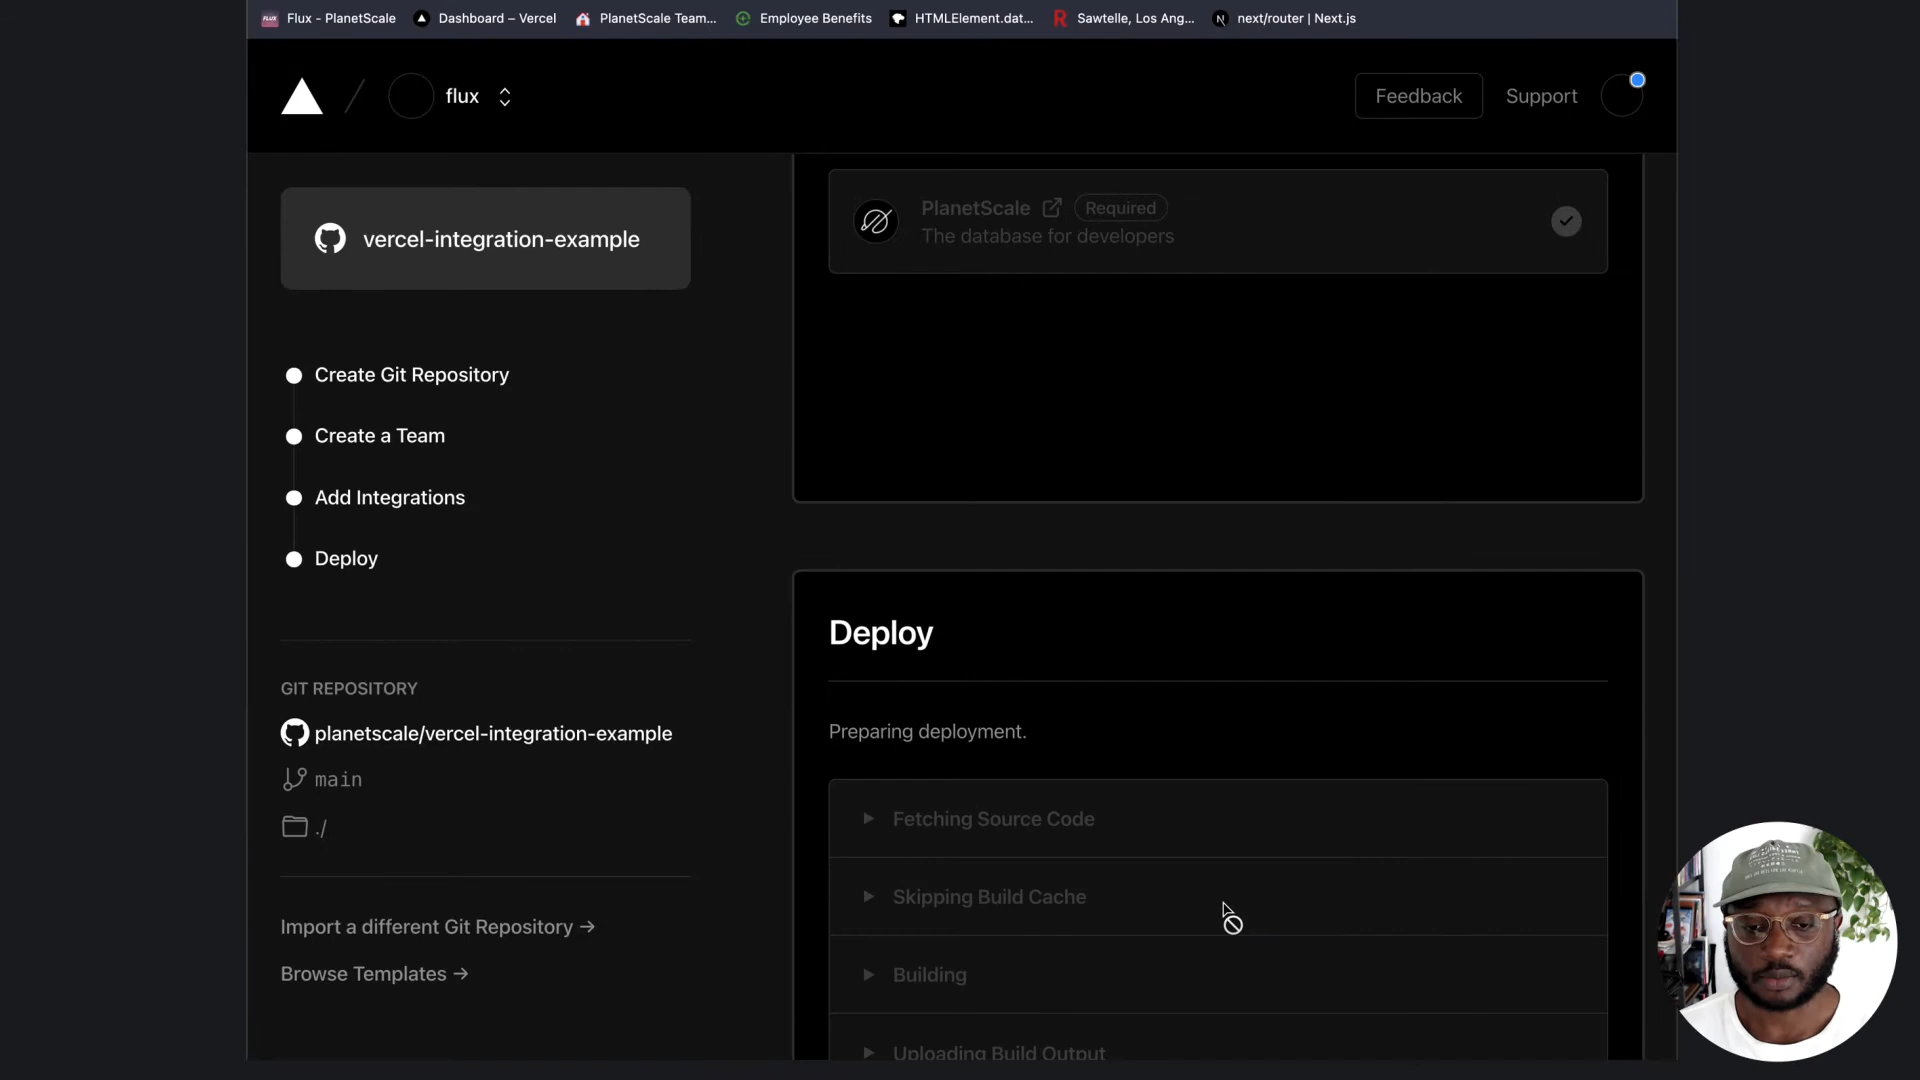 Flux - PlanetScale
Dashboard – Vercel
PlanetScale Team...
Employee Benefits
HTMLElement.dat...
Sawtelle, Los Ang...
next/router | Next.js
flux
Feedback
Support
vercel-integration-example
Create Git Repository
Create a Team
Add Integrations
Deploy
GIT REPOSITORY
planetscale/vercel-integration-example
main
./
Import a different Git Repository →
Browse Templates →
PlanetScale
Required
The database for developers
Deploy
Preparing deployment.
Fetching Source Code
Skipping Build Cache
Building
Uploading Build Output